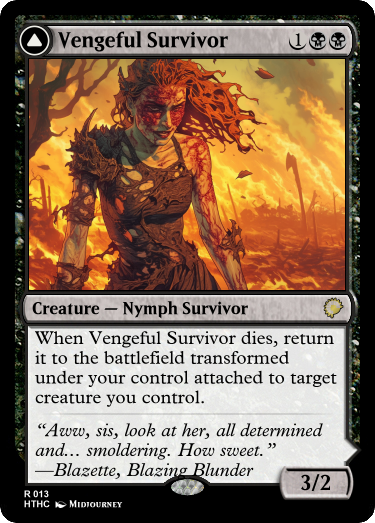 Vengeful Survivor 1
Creature — Nymph Survivor
When Vengeful Survivor dies, return
it to the battlefield transformed
under your control attached to target
creature you control.
“Aww, sis, look at her, all determined
and... smoldering. How sweet.”
—Blazette, Blazing Blunder
3/2
R 013
HTHC Midjourney